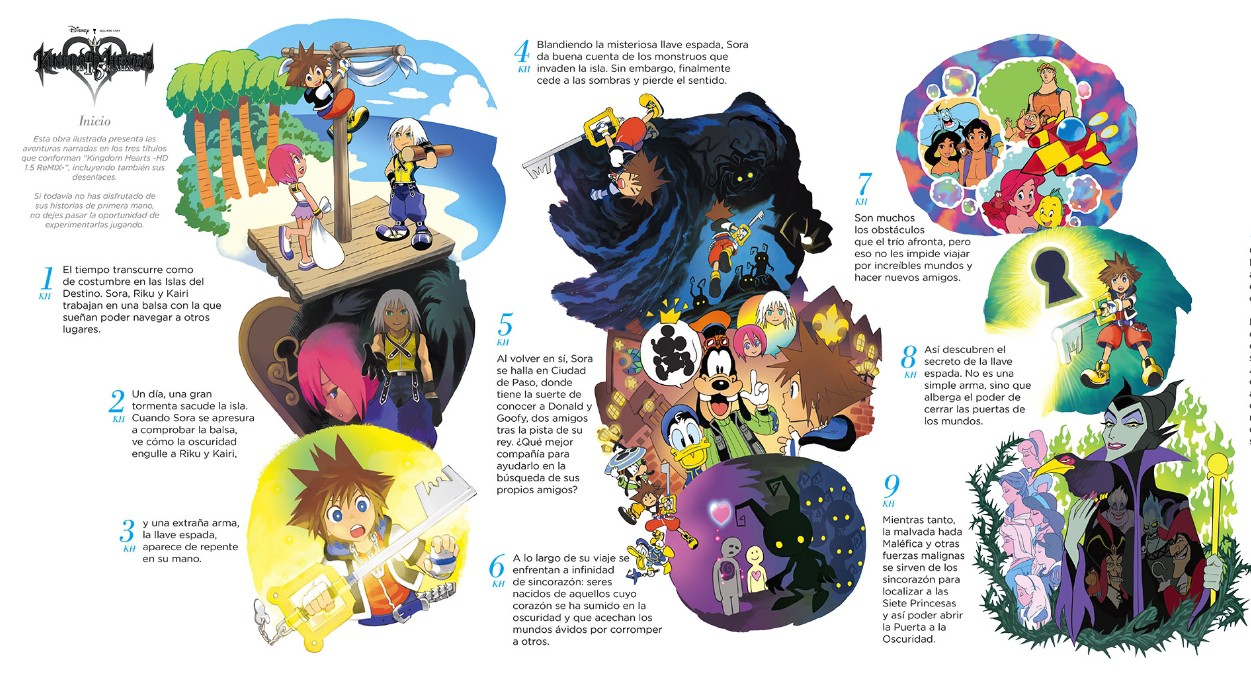 Disney
SQUARE ENIX
KINGDOM HEARTS
HD 1.5 ReMIX
Inicio
Esta obra ilustrada presenta las
aventuras narradas en los tres títulos
que conforman "Kingdom Hearts -HD
1.5 ReMIX-", incluyendo también sus
desenlaces.
Si todavía no has disfrutado de
sus historias de primera mano,
no dejes pasar la oportunidad de
experimentarlas jugando.
1
KH
El tiempo transcurre como
de costumbre en las Islas del
Destino. Sora, Riku y Kairi
trabajan en una balsa con la que
sueñan poder navegar a otros
lugares.
2
KH
Un día, una gran
tormenta sacude la isla.
Cuando Sora se apresura
a comprobar la balsa,
ve cómo la oscuridad
engulle a Riku y Kairi,
3
KH
y una extraña arma,
la llave espada,
aparece de repente
en su mano.
4
KH
Blandiendo la misteriosa llave espada, Sora
da buena cuenta de los monstruos que
invaden la isla. Sin embargo, finalmente
cede a las sombras y pierde el sentido.
5
KH
Al volver en sí, Sora
se halla en Ciudad
de Paso, donde
tiene la suerte de
conocer a Donald y
Goofy, dos amigos
tras la pista de su
rey. ¿Qué mejor
compañía para
ayudarlo en la
búsqueda de sus
propios amigos?
6
KH
A lo largo de su viaje se
enfrentan a infinidad
de sincorazón: seres
nacidos de aquellos cuyo
corazón se ha sumido en la
oscuridad y que acechan los
mundos ávidos por corromper
a otros.
7
KH
Son muchos
los obstáculos
que el trío afronta, pero
eso no les impide viajar
por increíbles mundos y
hacer nuevos amigos.
8
KH
Así descubren el
secreto de la llave
espada. No es una
simple arma, sino que
alberga el poder de
cerrar las puertas de
los mundos.
9
KH
Mientras tanto,
la malvada hada
Maléfica y otras
fuerzas malignas
se sirven de los
sincorazón para
localizar a las
Siete Princesas
y así poder abrir
la Puerta a la
Oscuridad.